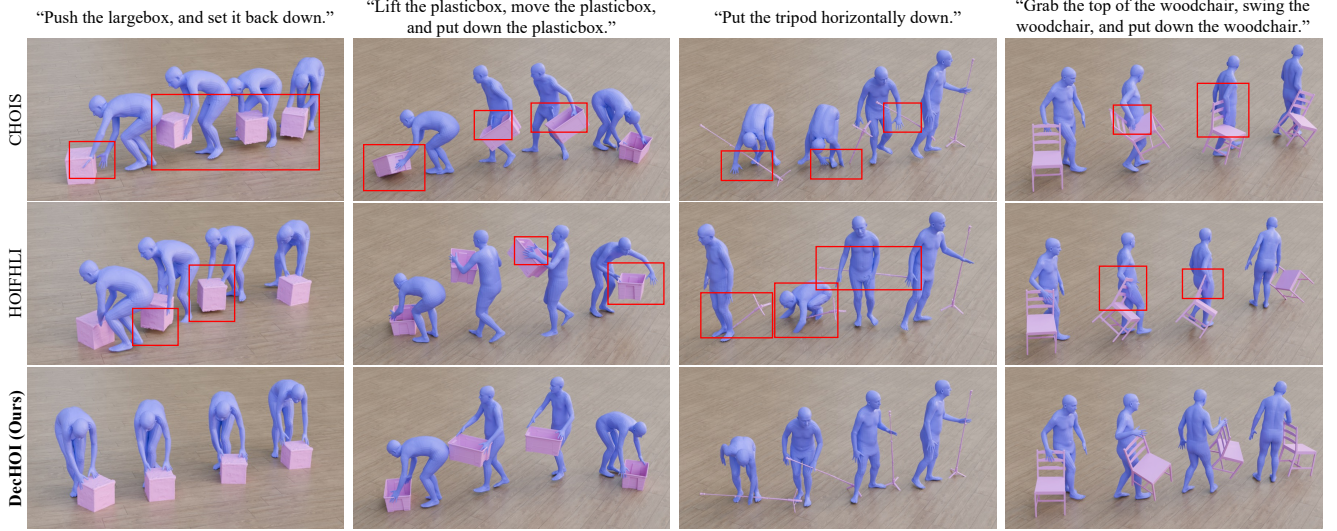 “Push the largebox, and set it back down.”
“Lift the plasticbox, move the plasticbox,
and put down the plasticbox.”
“Put the tripod horizontally down.”
“Grab the top of the woodchair, swing the
woodchair, and put down the woodchair.”
CHOIS
HOIFHLI
DecHOI (Ours)